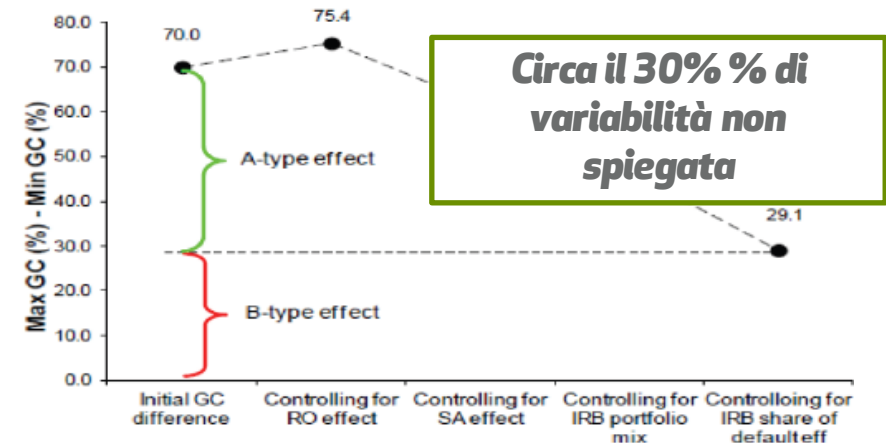 80.0
70.0
60.0
50.0
40.0
30.0
20.0
10.0
0.0
Max GC (%) - Min GC (%)
70.0
75.4
29.1
A-type effect
B-type effect
Circa il 30% % di
variabilità non
spiegata
Initial GC
difference
Controlling for
RO effect
Controlling for
SA effect
Controlling for
IRB portfolio
mix
Controloing for
IRB share of
default eff